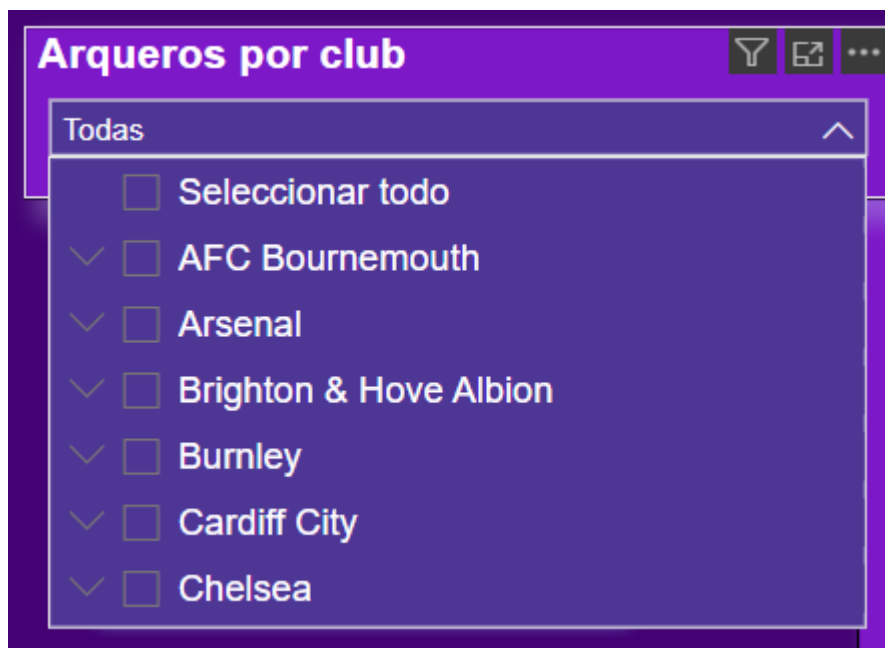 Arqueros por club
Todas
Seleccionar todo
AFC Bournemouth
Arsenal
Brighton & Hove Albion
Burnley
Cardiff City
Chelsea